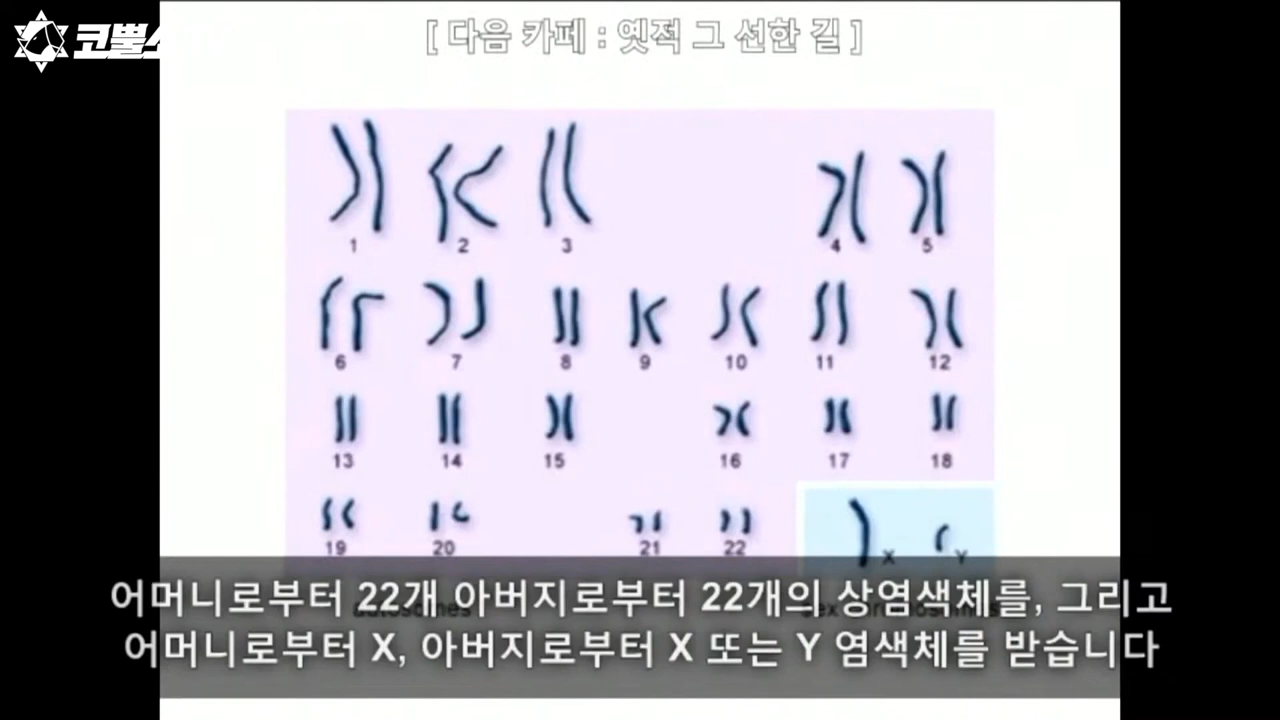 [ 다음 카페 : 옛적 그 선한 길 ]
코뿔소
1 2 3 4 5
6 7 8 9 10 11 12
13 14 15 16 17 18
19 20 21 22 X Y
autosomes
어머니로부터 22개 아버지로부터 22개의 상염색체를, 그리고
어머니로부터 X, 아버지로부터 X 또는 Y 염색체를 받습니다